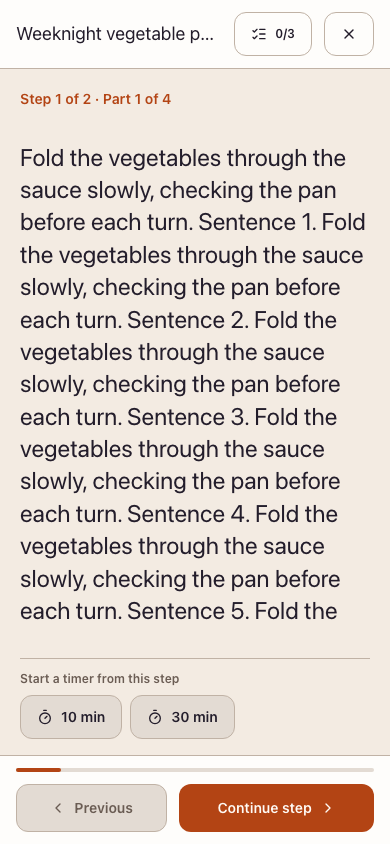 Weeknight vegetable p...
0/3
Step 1 of 2 · Part 1 of 4
Fold the vegetables through the
sauce slowly, checking the pan
before each turn. Sentence 1. Fold
the vegetables through the sauce
slowly, checking the pan before
each turn. Sentence 2. Fold the
vegetables through the sauce
slowly, checking the pan before
each turn. Sentence 3. Fold the
vegetables through the sauce
slowly, checking the pan before
each turn. Sentence 4. Fold the
vegetables through the sauce
slowly, checking the pan before
each turn. Sentence 5. Fold the
Start a timer from this step
10 min
30 min
Previous
Continue step